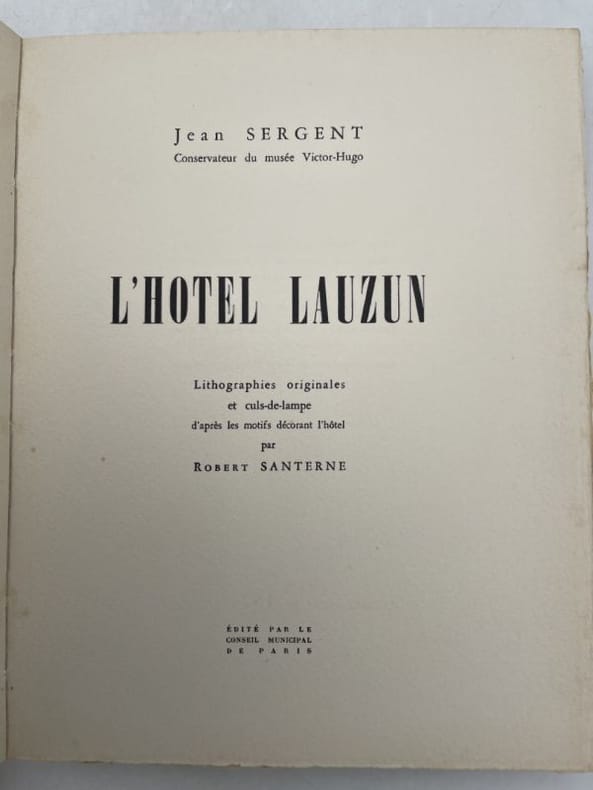 Jean SERGENT
Conservateur du musée Victor-Hugo
L'HOTEL LAUZUN
Lithographies originales
et culs-de-lampe
d'après les motifs décorant l'hôtel
par
ROBERT SANTERNE
ÉDITÉ PAR LE
CONSEIL MUNICIPAL
DE PARIS